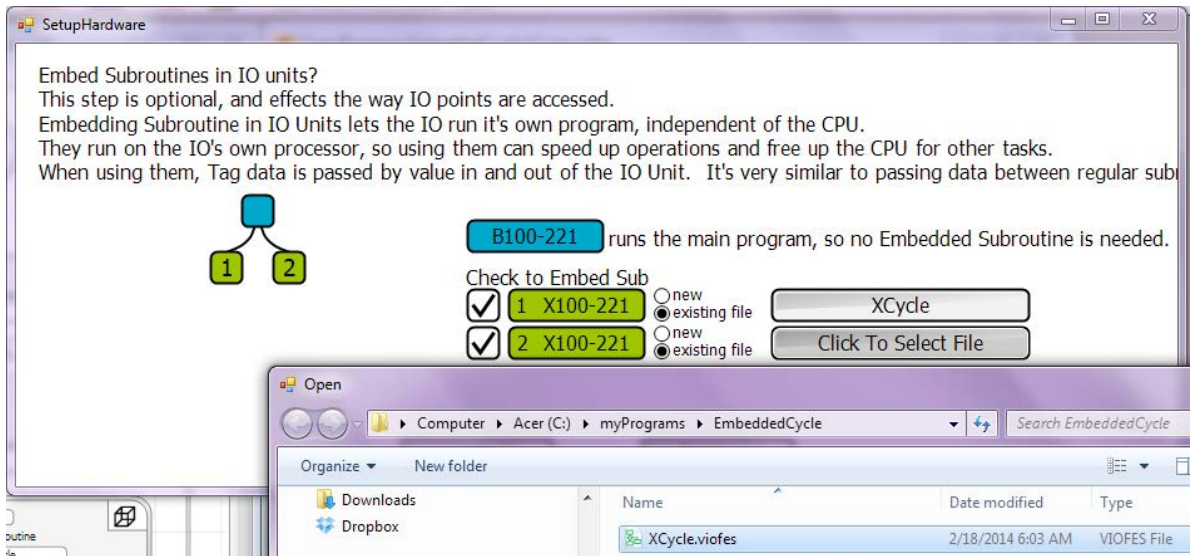 SetupHardware
Embed Subroutines in IO units?
This step is optional, and effects the way IO points are accessed.
Embedding Subroutine in IO Units lets the IO run it's own program, independent of the CPU.
They run on the IO's own processor, so using them can speed up operations and free up the CPU for other tasks.
When using them, Tag data is passed by value in and out of the IO Unit. It's very similar to passing data between regular
1 2
B100-221 runs the main program, so no Embedded Subroutine is needed.
Check to Embed Sub
1 X100-221 new
existing file XCycle
2 X100-221 new
existing file Click To Select File
Open
Computer Acer (C:) myPrograms EmbeddedCycle Search EmbeddedCycle
Organize New folder
Downloads Name Date modified Type
Dropbox
XCycle.viofes 2/18/2014 6:03 AM VIOFES File